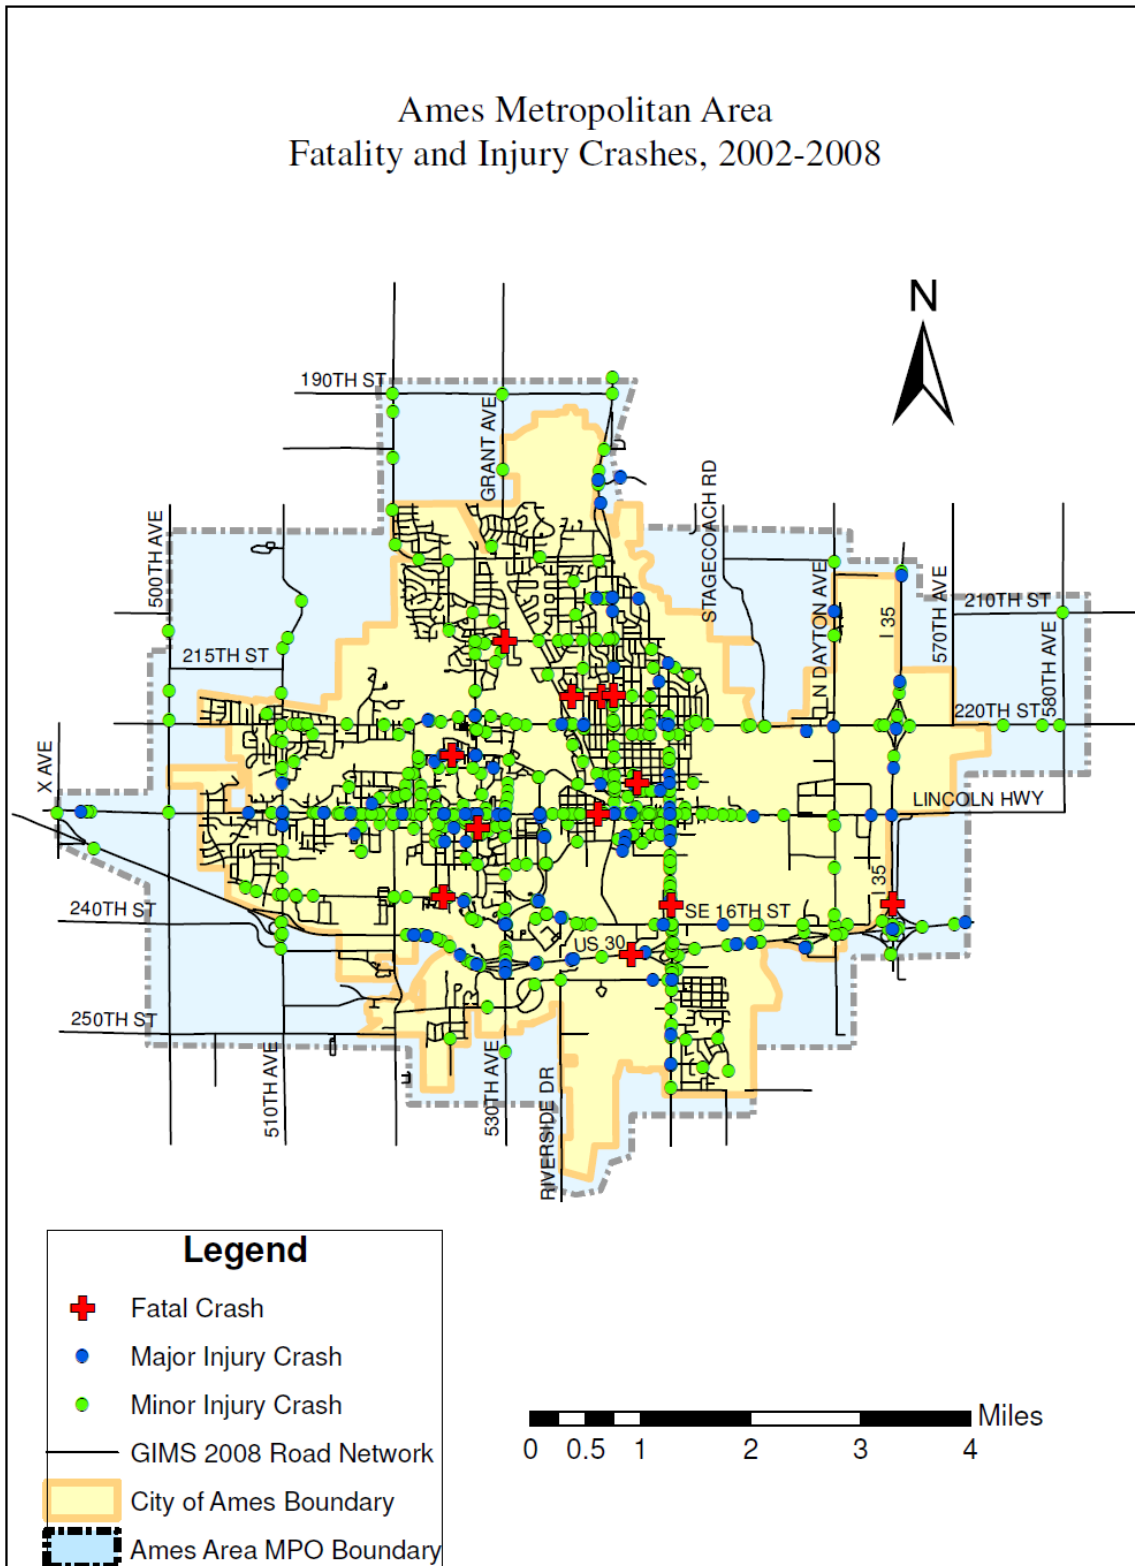 Ames Metropolitan Area
Fatality and Injury Crashes, 2002-2008
N
190TH ST
GRANT AVE
STAGECOACH RD
500TH AVE
N DAYTON AVE
I 35
570TH AVE
210TH ST
580TH AVE
215TH ST
220TH ST
X AVE
LINCOLN HWY
I 35
240TH ST
SE 16TH ST
US 30
250TH ST
510TH AVE
530TH AVE
RIVERSIDE DR
Legend
Fatal Crash
Major Injury Crash
Minor Injury Crash
GIMS 2008 Road Network
City of Ames Boundary
Ames Area MPO Boundary
Miles
0 0.5 1 2 3 4